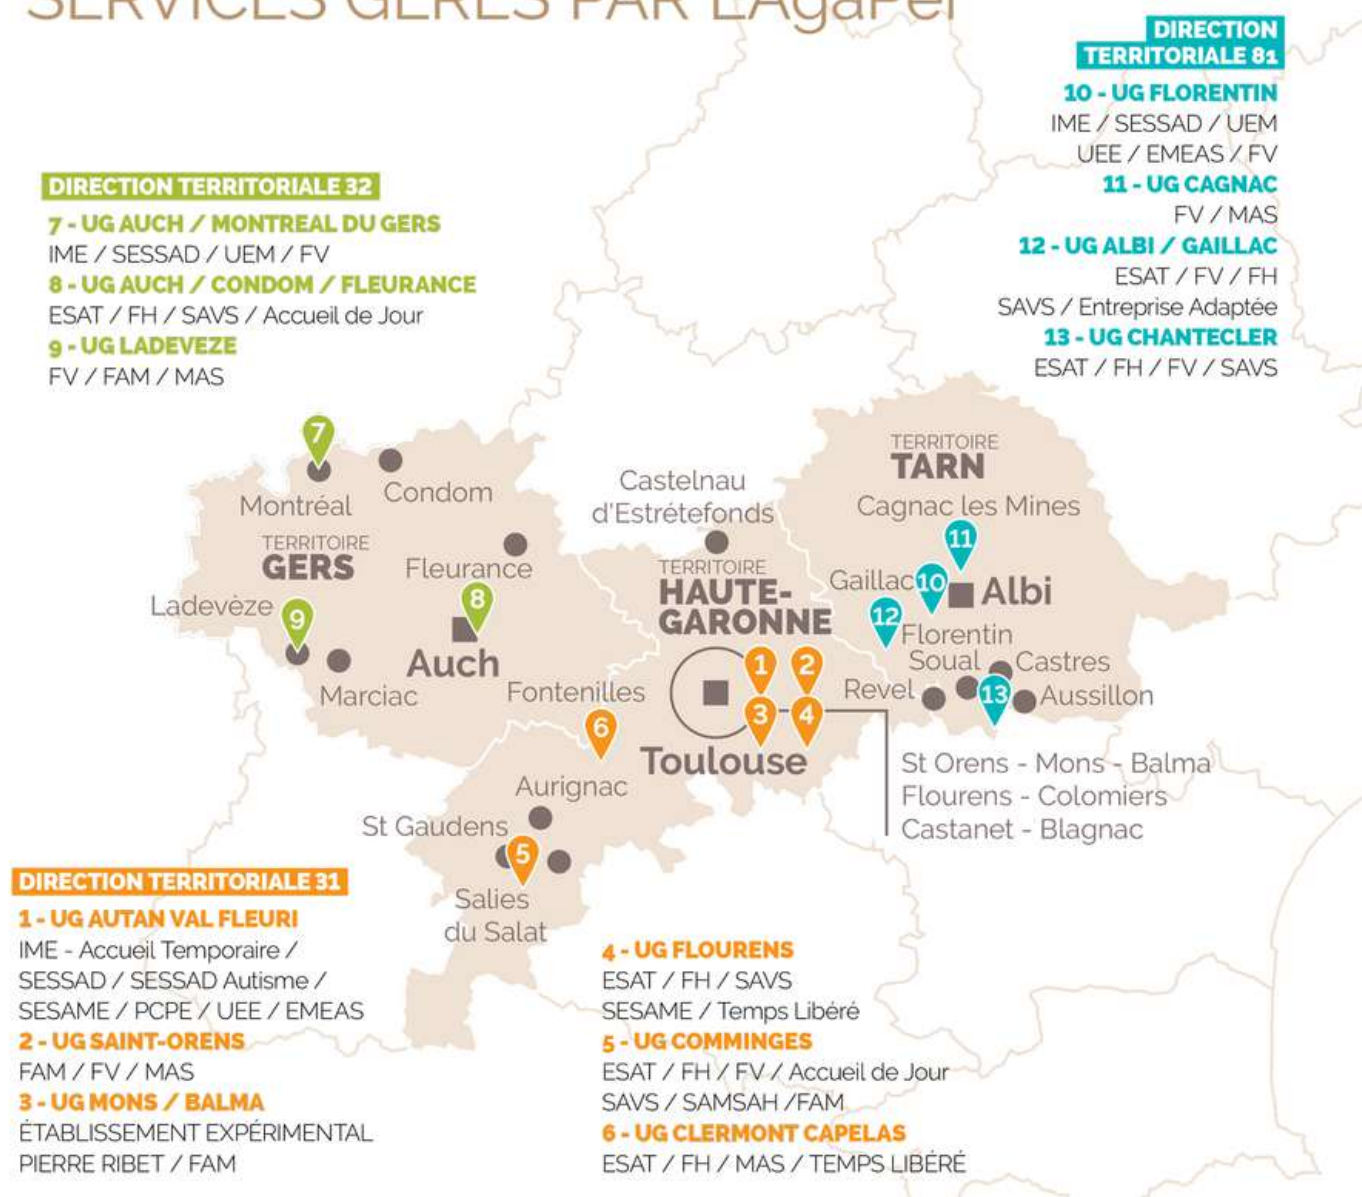 SERVICES GÉRÉS PAR L'AgaPei
DIRECTION
TERRITORIALE 81
10 - UG FLORENTIN
IME / SESSAD / UEM
UEE / EMEAS / FV
11 - UG CAGNAC
FV / MAS
12 - UG ALBI / GAILLAC
ESAT / FV / FH
SAVS / Entreprise Adaptée
13 - UG CHANTECLER
ESAT / FH / FV / SAVS
DIRECTION TERRITORIALE 32
7 - UG AUCH / MONTREAL DU GERS
IME / SESSAD / UEM / FV
8 - UG AUCH / CONDOM / FLEURANCE
ESAT / FH / SAVS / Accueil de Jour
9 - UG LADEVEZE
FV / FAM / MAS
7
Montréal
Condom
TERRITOIRE
GERS
Fleurance
Ladevèze
9
8
Auch
Marciac
Castelnau
d'Estrétefonds
TERRITOIRE
HAUTE-
GARONNE
1
2
3
4
Toulouse
Fontenilles
6
Aurignac
St Gaudens
5
Salies
du Salat
TERRITOIRE
TARN
Cagnac les Mines
11
Gaillac
10
Albi
12
Florentin
Soual
Castres
Revel
13
Aussillon
St Orens - Mons - Balma
Flourens - Colomiers
Castanet - Blagnac
DIRECTION TERRITORIALE 31
1 - UG AUTAN VAL FLEURI
IME - Accueil Temporaire /
SESSAD / SESSAD Autisme /
SESAME / PCPE / UEE / EMEAS
2 - UG SAINT-ORENS
FAM / FV / MAS
3 - UG MONS / BALMA
ÉTABLISSEMENT EXPÉRIMENTAL
PIERRE RIBET / FAM
4 - UG FLOURENS
ESAT / FH / SAVS
SESAME / Temps Libéré
5 - UG COMMINGES
ESAT / FH / FV / Accueil de Jour
SAVS / SAMSAH /FAM
6 - UG CLERMONT CAPELAS
ESAT / FH / MAS / TEMPS LIBÉRÉ